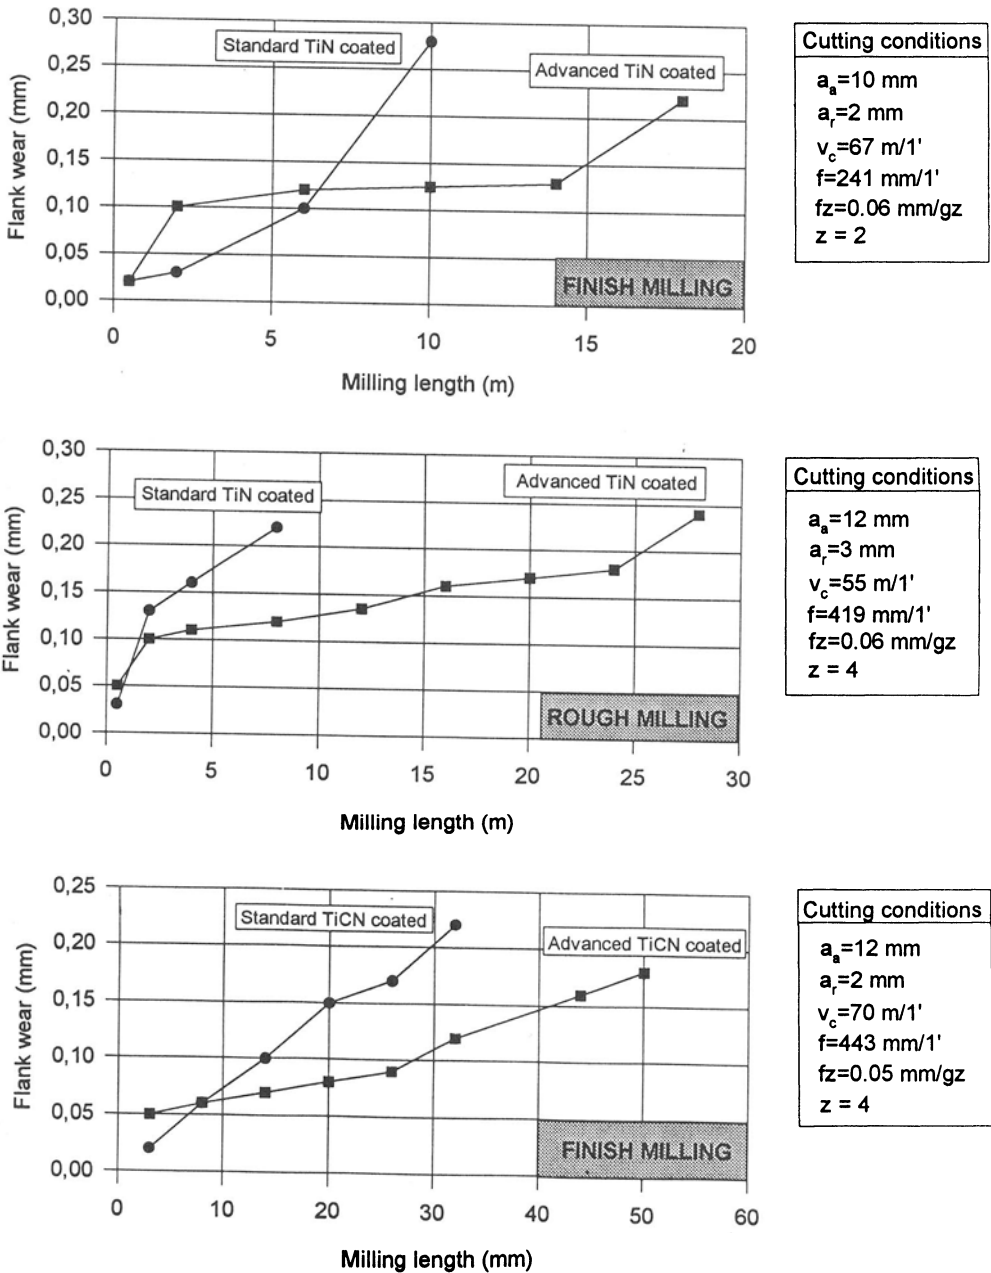 0,30
0,25
0,20
0,15
0,10
0,05
0,00
Flank wear (mm)
Standard TiN coated
Advanced TiN coated
FINISH MILLING
0 5 10 15 20
Milling length (m)
Cutting conditions
aa=10 mm
ar=2 mm
vc=67 m/1'
f=241 mm/1'
fz=0.06 mm/gz
z = 2
0,30
0,25
0,20
0,15
0,10
0,05
0,00
Flank wear (mm)
Standard TiN coated
Advanced TiN coated
ROUGH MILLING
0 5 10 15 20 25 30
Milling length (m)
Cutting conditions
aa=12 mm
ar=3 mm
vc=55 m/1'
f=419 mm/1'
fz=0.06 mm/gz
z = 4
0,25
0,20
0,15
0,10
0,05
0,00
Flank wear (mm)
Standard TiCN coated
Advanced TiCN coated
FINISH MILLING
0 10 20 30 40 50 60
Milling length (mm)
Cutting conditions
aa=12 mm
ar=2 mm
vc=70 m/1'
f=443 mm/1'
fz=0.05 mm/gz
z = 4